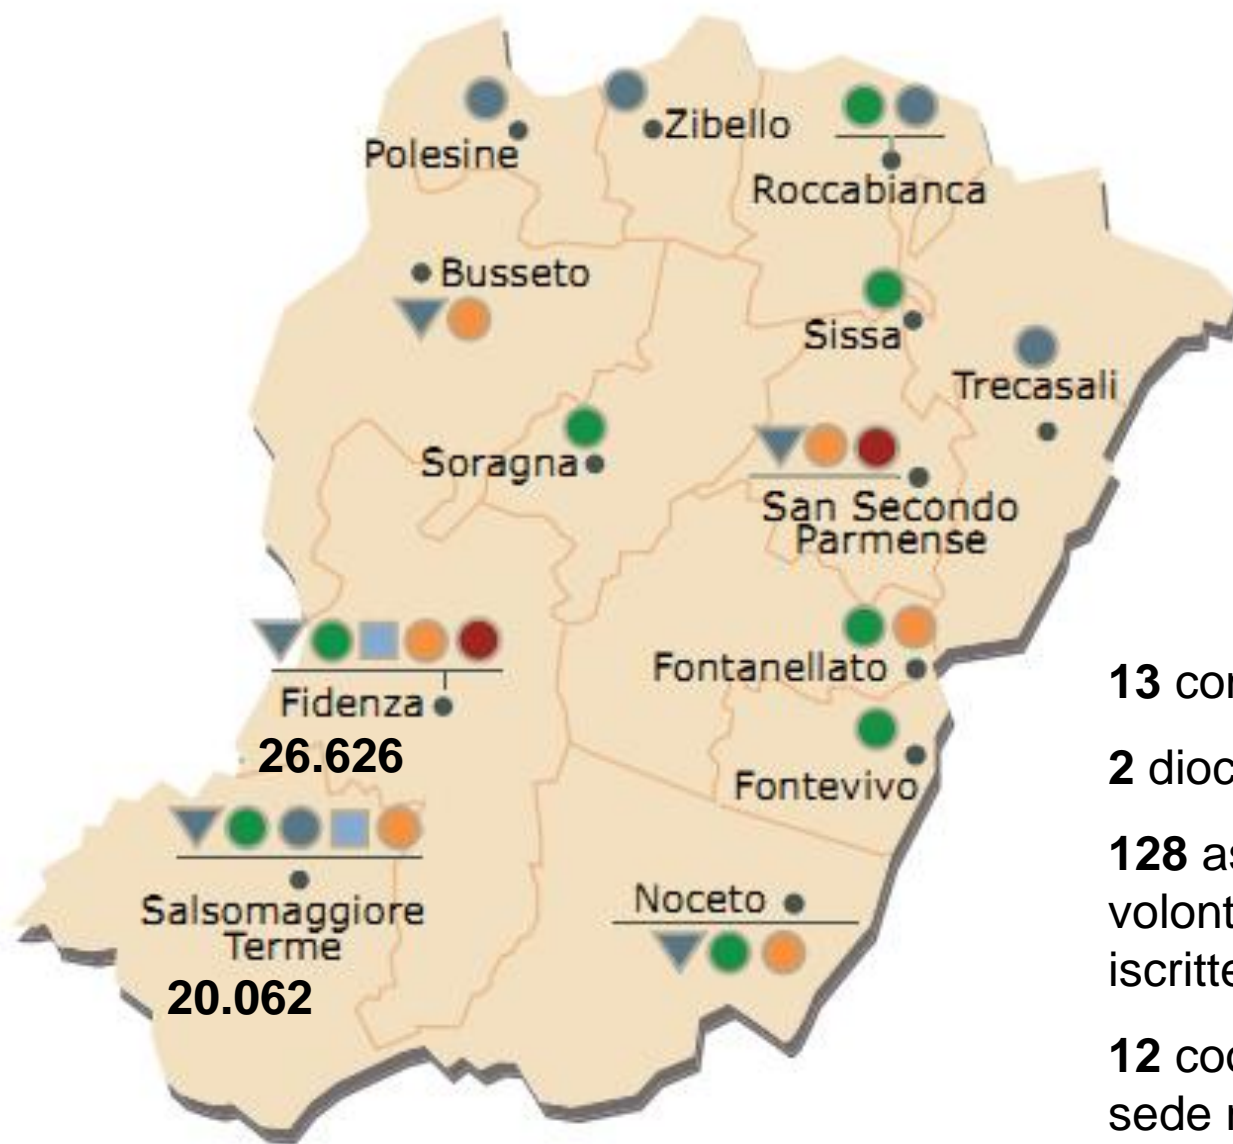 Polesine
Zibello
Roccabianca
Busseto
Sissa
Trecasali
Soragna
San Secondo
Parmense
Fontanellato
Fidenza
26.626
Fontevivo
Salsomaggiore
Terme
20.062
Noceto
13
2
128
12
sede